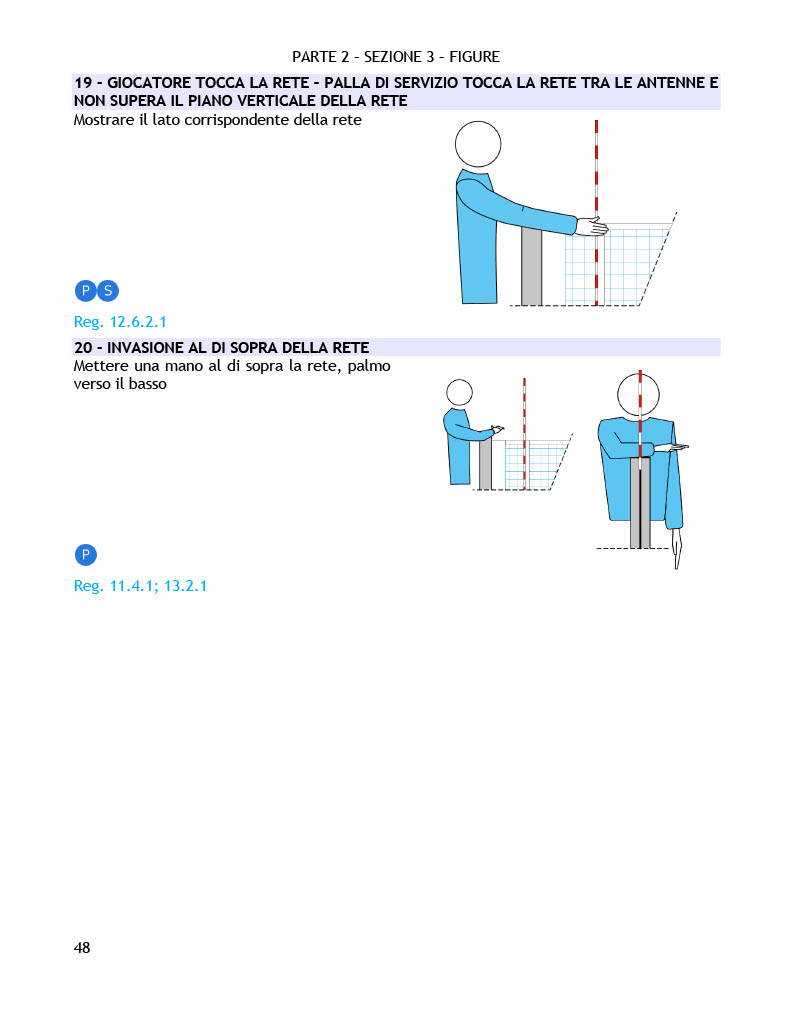 PARTE 2 – SEZIONE 3 – FIGURE
19 – GIOCATORE TOCCA LA RETE – PALLA DI SERVIZIO TOCCA LA RETE TRA LE ANTENNE E
NON SUPERA IL PIANO VERTICALE DELLA RETE
Mostrare il lato corrispondente della rete
P S
Reg. 12.6.2.1
20 – INVASIONE AL DI SOPRA DELLA RETE
Mettere una mano al di sopra la rete, palmo
verso il basso
P
Reg. 11.4.1; 13.2.1
48